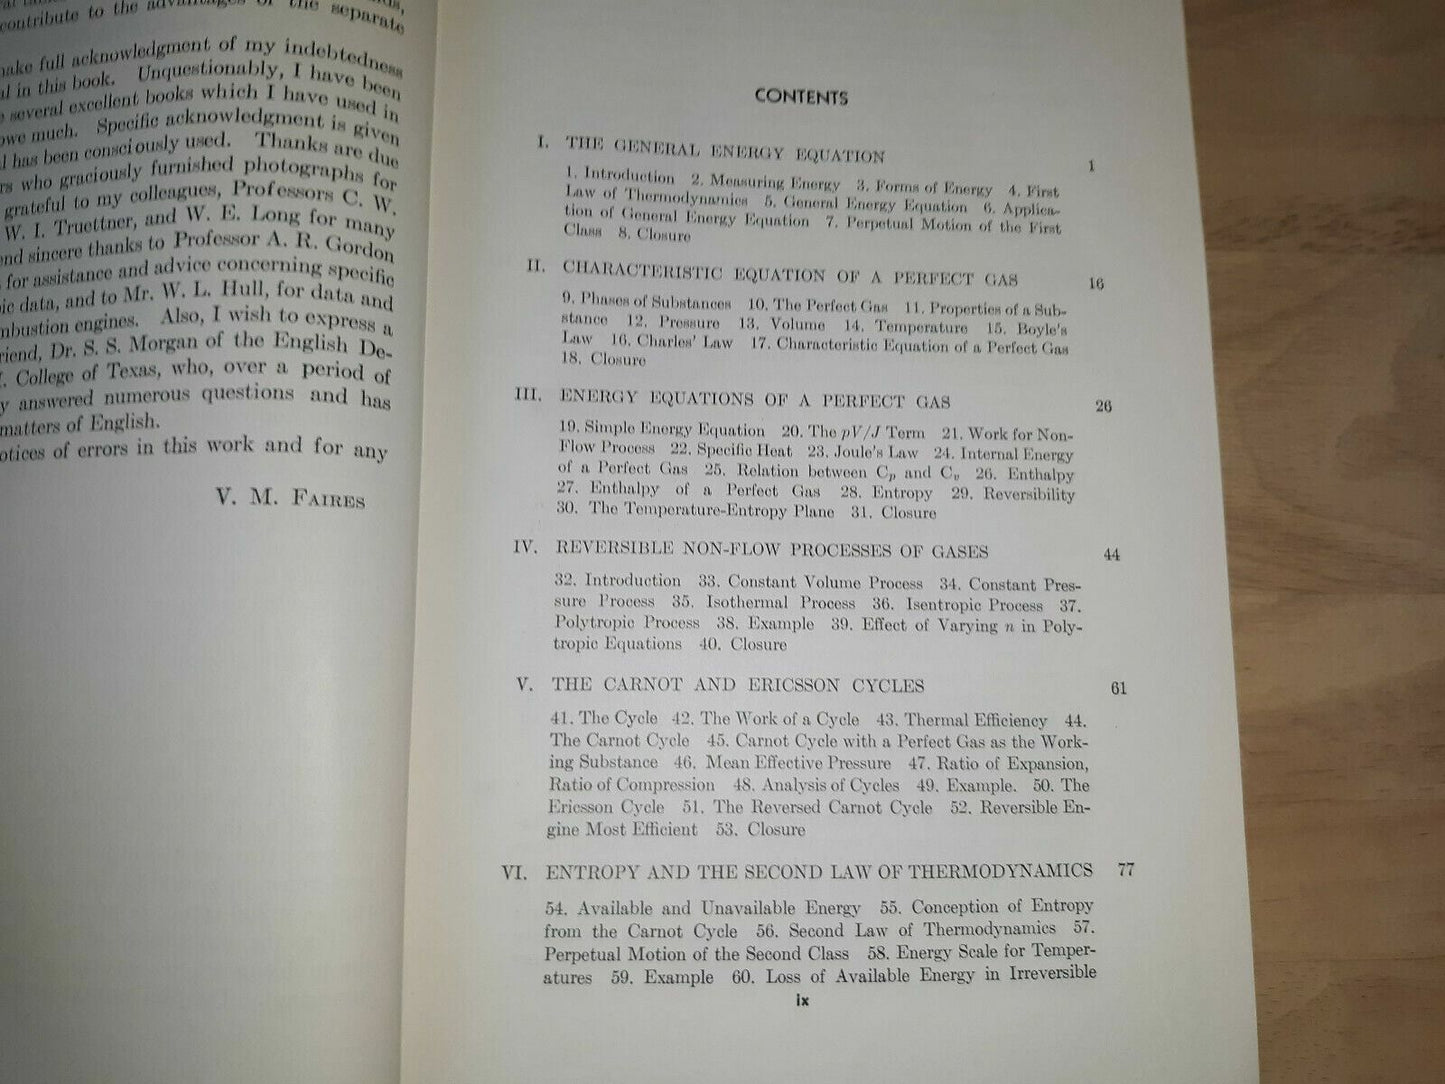 contribute to the advantages of the separate
make full acknowledgment of my indebtedness
al in this book. Unquestionably, I have been
several excellent books which I have used in
owe much. Specific acknowledgment is given
l has been consciously used. Thanks are due
rs who graciously furnished photographs for
grateful to my colleagues, Professors C. W.
W. I. Truettner, and W. E. Long for many
end sincere thanks to Professor A. R. Gordon
for assistance and advice concerning specific
ic data, and to Mr. W. L. Hull, for data and
mbustion engines. Also, I wish to express a
riend, Dr. S. S. Morgan of the English De-
College of Texas, who, over a period of
y answered numerous questions and has
matters of English.
otices of errors in this work and for any
V. M. FAIRES
CONTENTS
I. THE GENERAL ENERGY EQUATION 1
1. Introduction 2. Measuring Energy 3. Forms of Energy 4. First
Law of Thermodynamics 5. General Energy Equation 6. Applica-
tion of General Energy Equation 7. Perpetual Motion of the First
Class 8. Closure
II. CHARACTERISTIC EQUATION OF A PERFECT GAS 16
9. Phases of Substances 10. The Perfect Gas 11. Properties of a Sub-
stance 12. Pressure 13. Volume 14. Temperature 15. Boyle's
Law 16. Charles' Law 17. Characteristic Equation of a Perfect Gas
18. Closure
III. ENERGY EQUATIONS OF A PERFECT GAS 26
19. Simple Energy Equation 20. The pV/J Term 21. Work for Non-
Flow Process 22. Specific Heat 23. Joule's Law 24. Internal Energy
of a Perfect Gas 25. Relation between Cp and Cv 26. Enthalpy
27. Enthalpy of a Perfect Gas 28. Entropy 29. Reversibility
30. The Temperature-Entropy Plane 31. Closure
IV. REVERSIBLE NON-FLOW PROCESSES OF GASES 44
32. Introduction 33. Constant Volume Process 34. Constant Pres-
sure Process 35. Isothermal Process 36. Isentropic Process 37.
Polytropic Process 38. Example 39. Effect of Varying n in Poly-
tropic Equations 40. Closure
V. THE CARNOT AND ERICSSON CYCLES 61
41. The Cycle 42. The Work of a Cycle 43. Thermal Efficiency 44.
The Carnot Cycle 45. Carnot Cycle with a Perfect Gas as the Work-
ing Substance 46. Mean Effective Pressure 47. Ratio of Expansion,
Ratio of Compression 48. Analysis of Cycles 49. Example. 50. The
Ericsson Cycle 51. The Reversed Carnot Cycle 52. Reversible En-
gine Most Efficient 53. Closure
VI. ENTROPY AND THE SECOND LAW OF THERMODYNAMICS 77
54. Available and Unavailable Energy 55. Conception of Entropy
from the Carnot Cycle 56. Second Law of Thermodynamics 57.
Perpetual Motion of the Second Class 58. Energy Scale for Temper-
atures 59. Example 60. Loss of Available Energy in Irreversible
ix